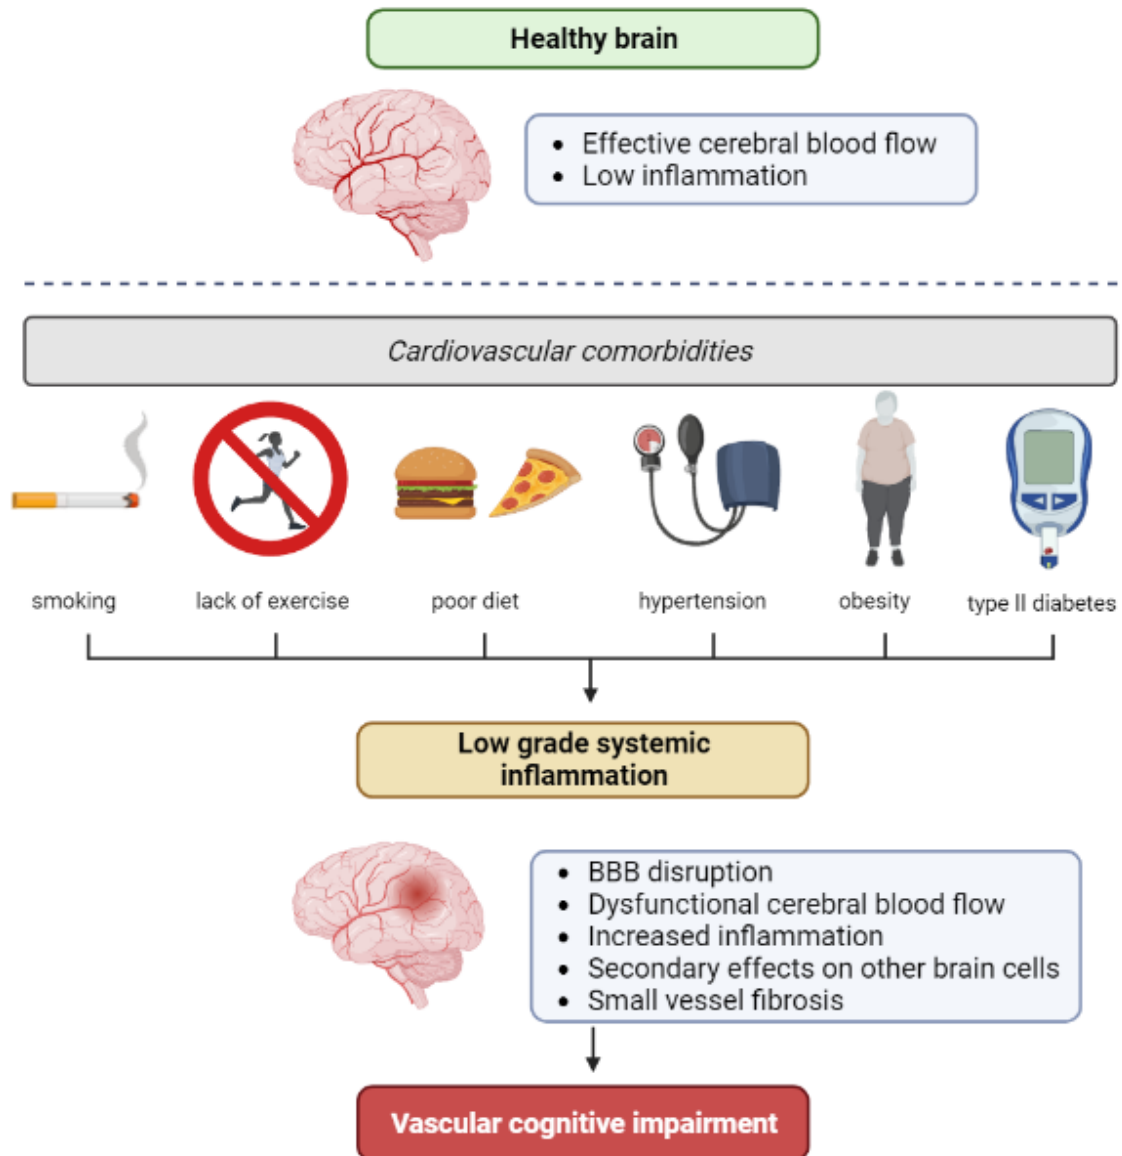 Healthy brain
• Effective cerebral blood flow
• Low inflammation
Cardiovascular comorbidities
smoking
lack of exercise
poor diet
hypertension
obesity
type II diabetes
Low grade systemic
inflammation
• BBB disruption
• Dysfunctional cerebral blood flow
• Increased inflammation
• Secondary effects on other brain cells
• Small vessel fibrosis
Vascular cognitive impairment